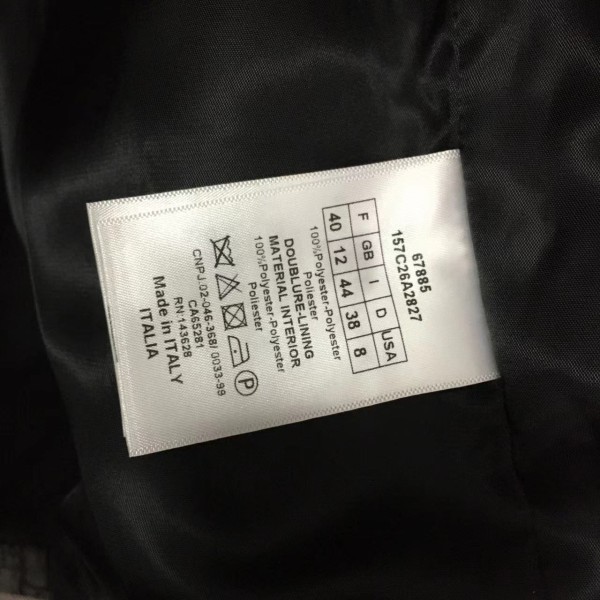 67885
157C26A2827
F GB I D USA
40 12 44 38 8
100%Polyester-Polyester
Poliester
DOUBLURE-LINING
MATERIAL INTERIOR
100%Polyester-Polyester
Poliester
P
CNPJ.02-046-368/ 0033-99
CA65281
RN:143628
Made in ITALY
ITALIA